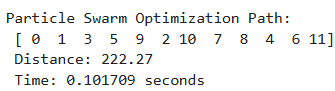 Particle Swarm Optimization Path:
[ 0  1  3  5  9  2 10  7  8  4  6 11]
Distance: 222.27
Time: 0.101709 seconds